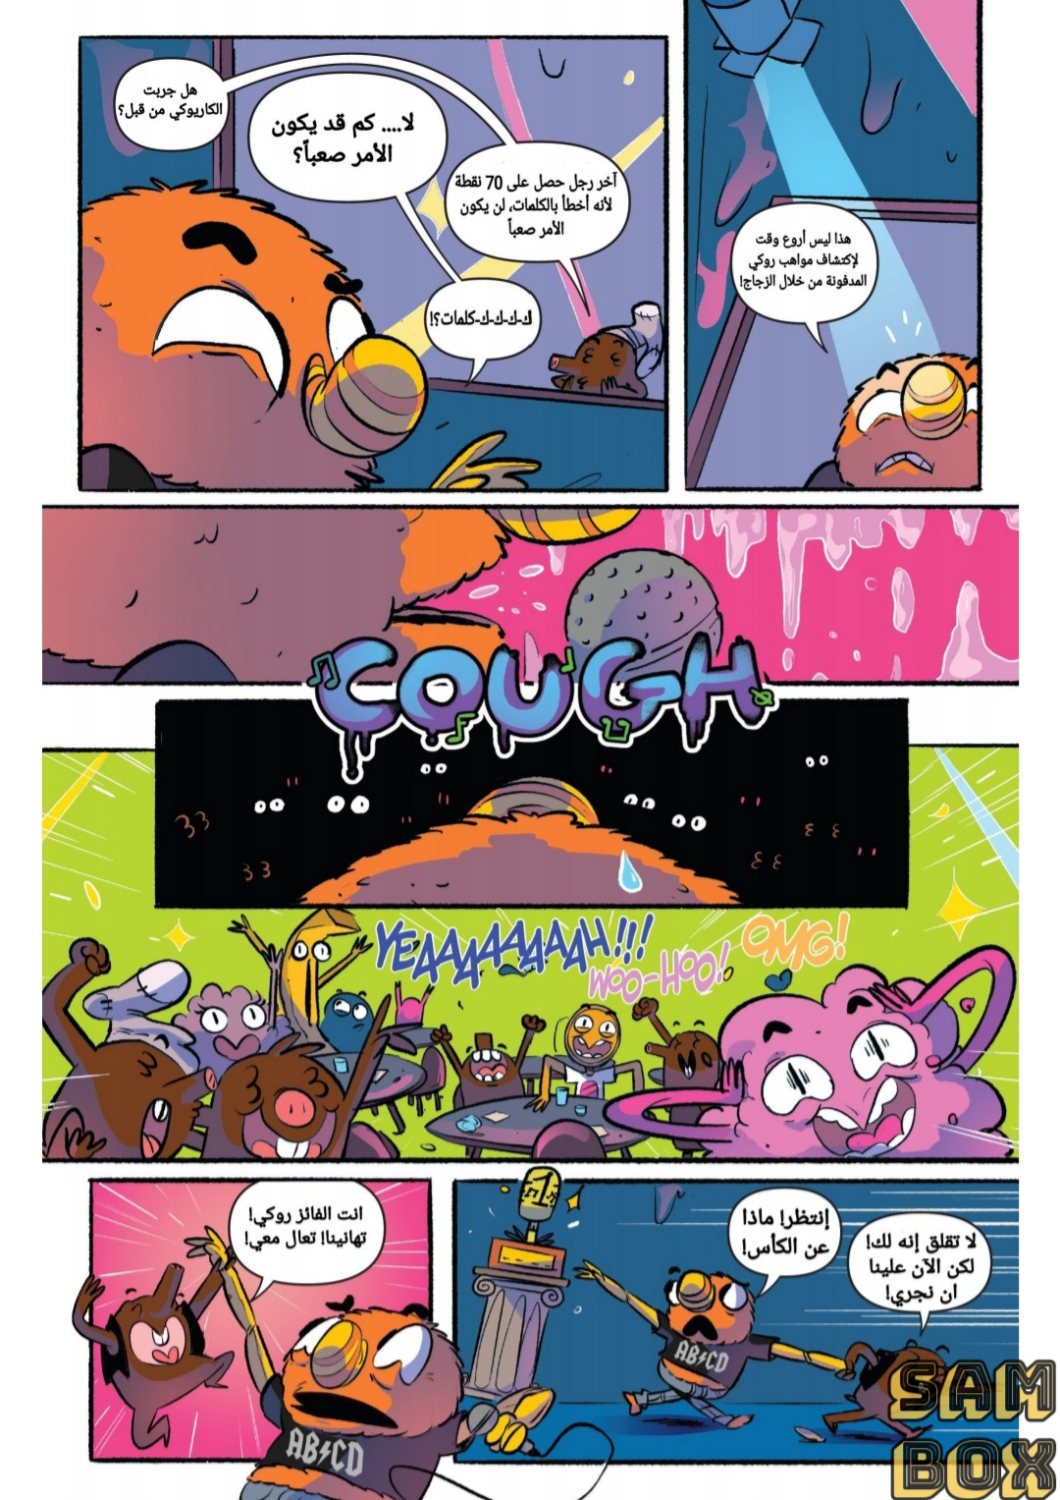 هل جربت
الكاريوكي من قبل؟
لا.... كم قد يكون
الأمر صعباً؟
آخر رجل حصل على 70 نقطة
لأنه أخطأ بالكلمات، لن يكون
الأمر صعباً
ك-ك-ك-ك-كلمات؟!
هذا ليس أروع وقت
لإكتشاف مواهب روكي
المدفونة من خلال الزجاج!
COUGH
YEAAAAAAAAH!!!
WOO-HOO!
OMG!
انت الفائز روكي!
تهانينا! تعال معي!
AB⚡CD
1
إنتظر! ماذا
عن الكأس!
لا تقلق إنه لك!
لكن الآن علينا
ان نجري!
AB⚡CD
SAM
BOX